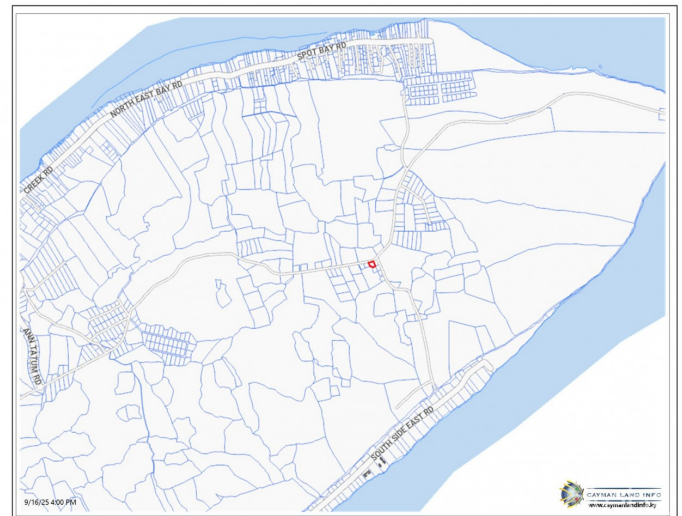 SPOT BAY RD
NORTH EAST BAY RD
CREEK RD
ANN TATUM RD
SOUTH SIDE EAST RD
9/16/25 4:00 PM
CAYMAN LAND INFO
www.caymanlandinfo.ky